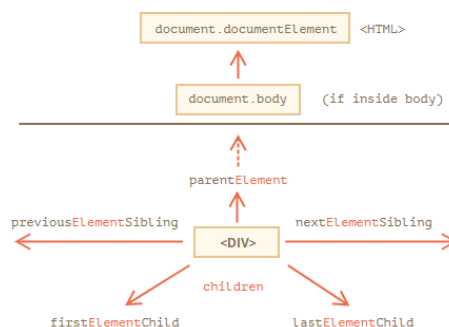 document.documentElement <HTML>
document.body (if inside body)
parentElement
previousElementSibling nextElementSibling
<DIV>
children
firstElementChild lastElementChild